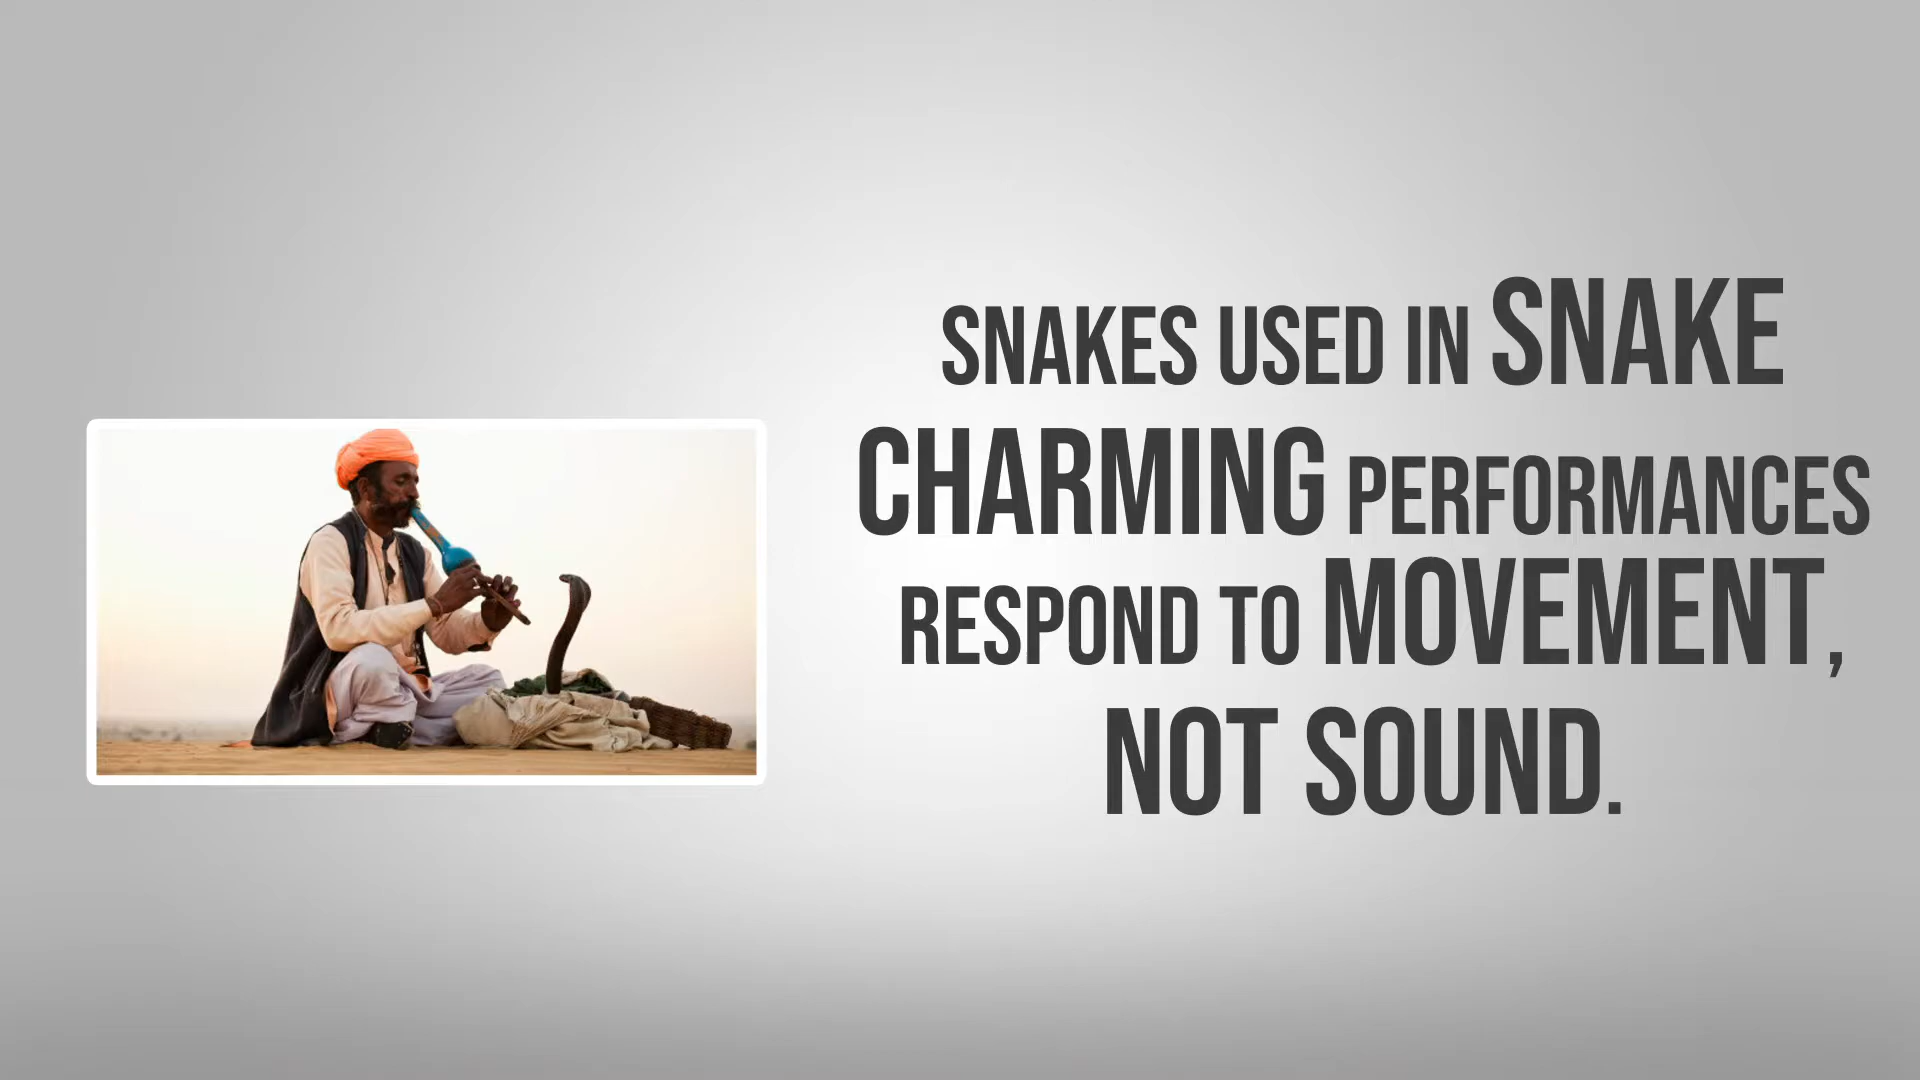 SNAKES USED IN SNAKE
CHARMING PERFORMANCES
RESPOND TO MOVEMENT,
NOT SOUND.